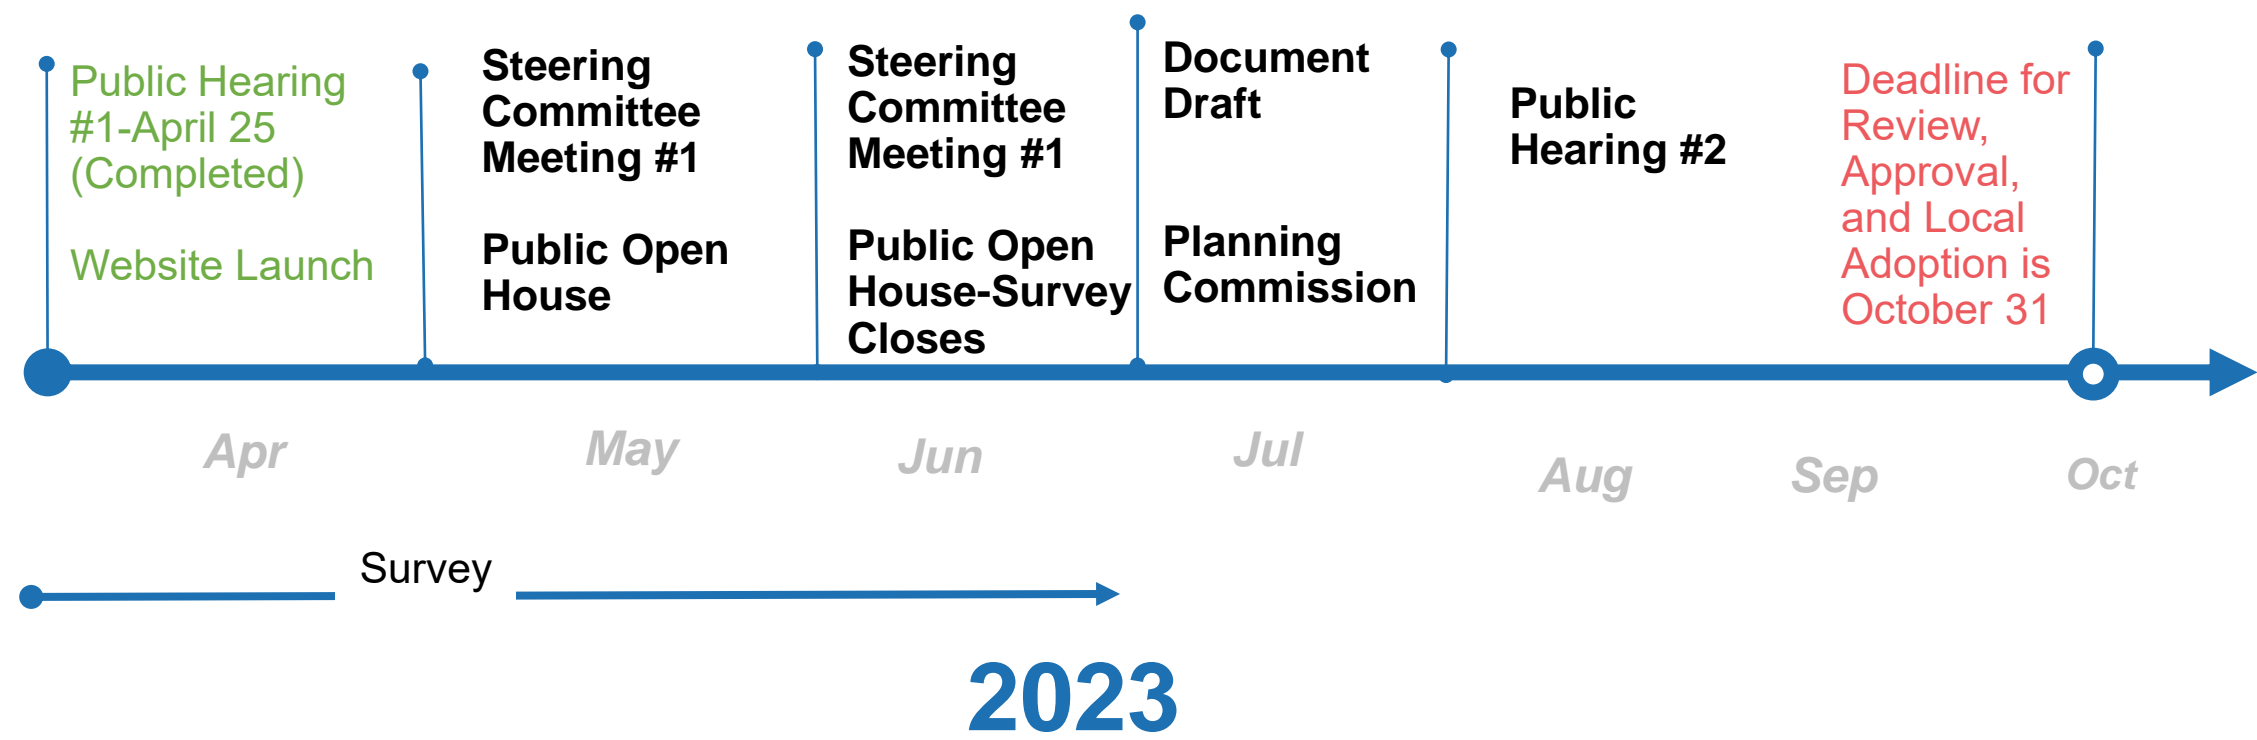 Public Hearing
#1-April 25
(Completed)
Website Launch
Steering
Committee
Meeting #1
Public Open
House
Steering
Committee
Meeting #1
Public Open
House-Survey
Closes
Document
Draft
Planning
Commission
Public
Hearing #2
Deadline for
Review,
Approval,
and Local
Adoption is
October 31
Apr
May
Jun
Jul
Aug
Sep
Oct
Survey
2023